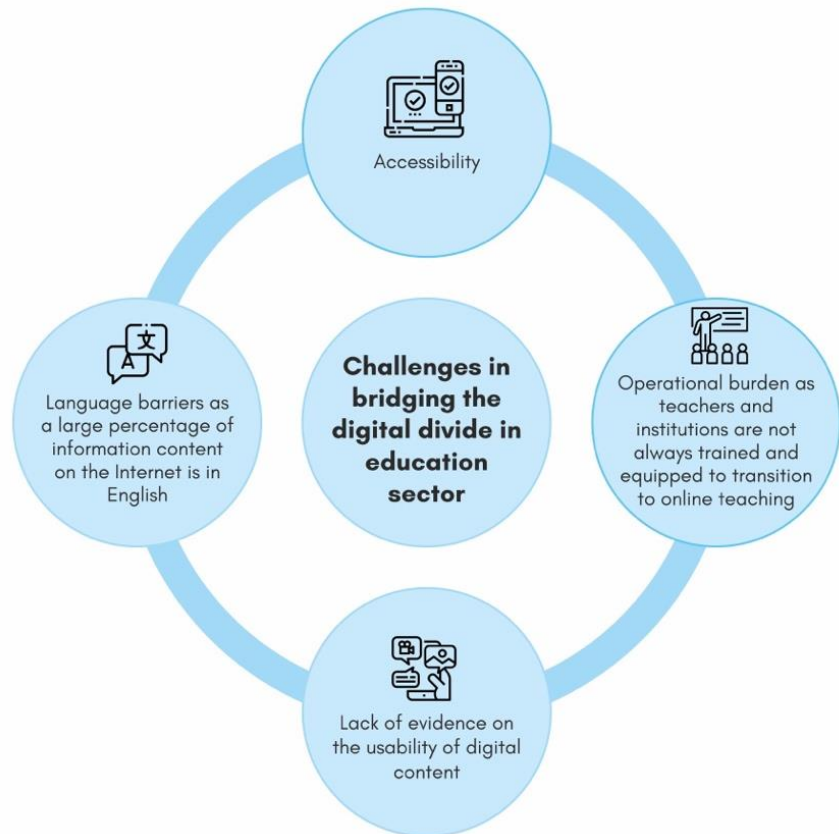 Accessibility
Challenges in
bridging the
digital divide in
education
sector
Operational burden as
teachers and
institutions are not
always trained and
equipped to transition
to online teaching
Lack of evidence on
the usability of digital
content
文
A
Language barriers as
a large percentage of
information content
on the Internet is in
English